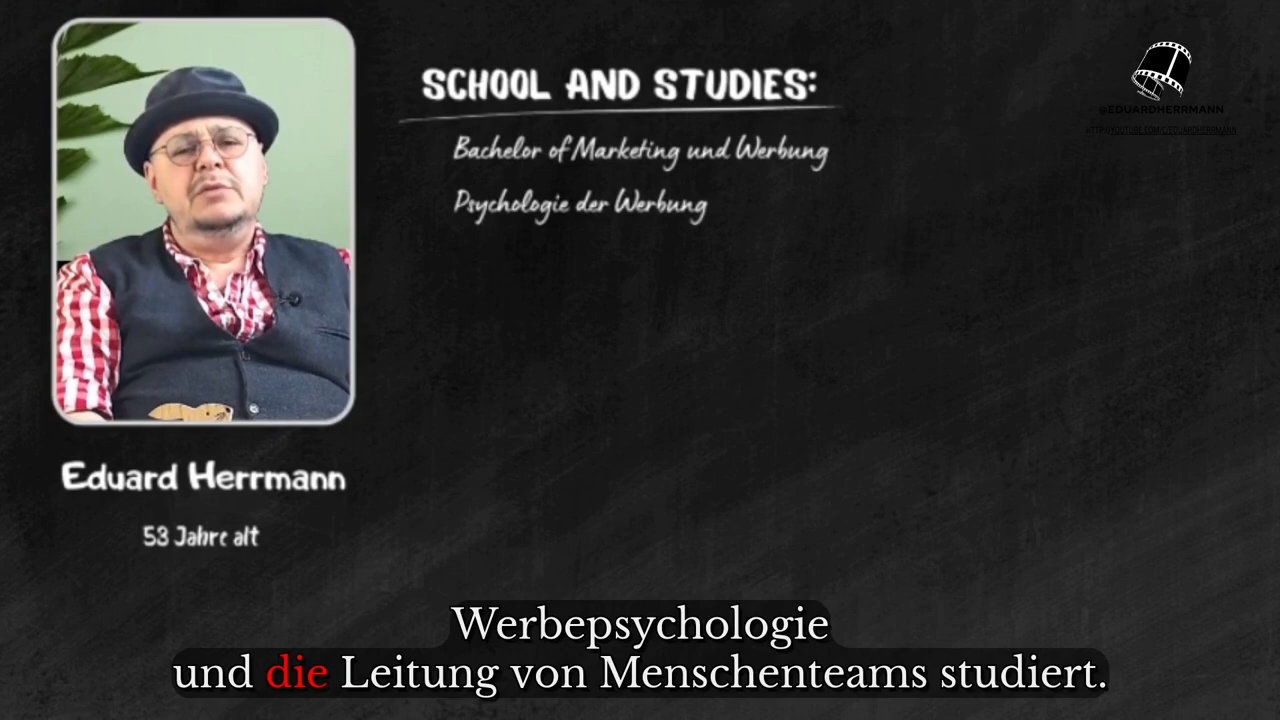 SCHOOL AND STUDIES:
Bachelor of Marketing und Werbung
Psychologie der Werbung
@EDUARDHERRMANN
Eduard Herrmann
53 Jahre alt
Werbepsychologie
und die Leitung von Menschenteams studiert.